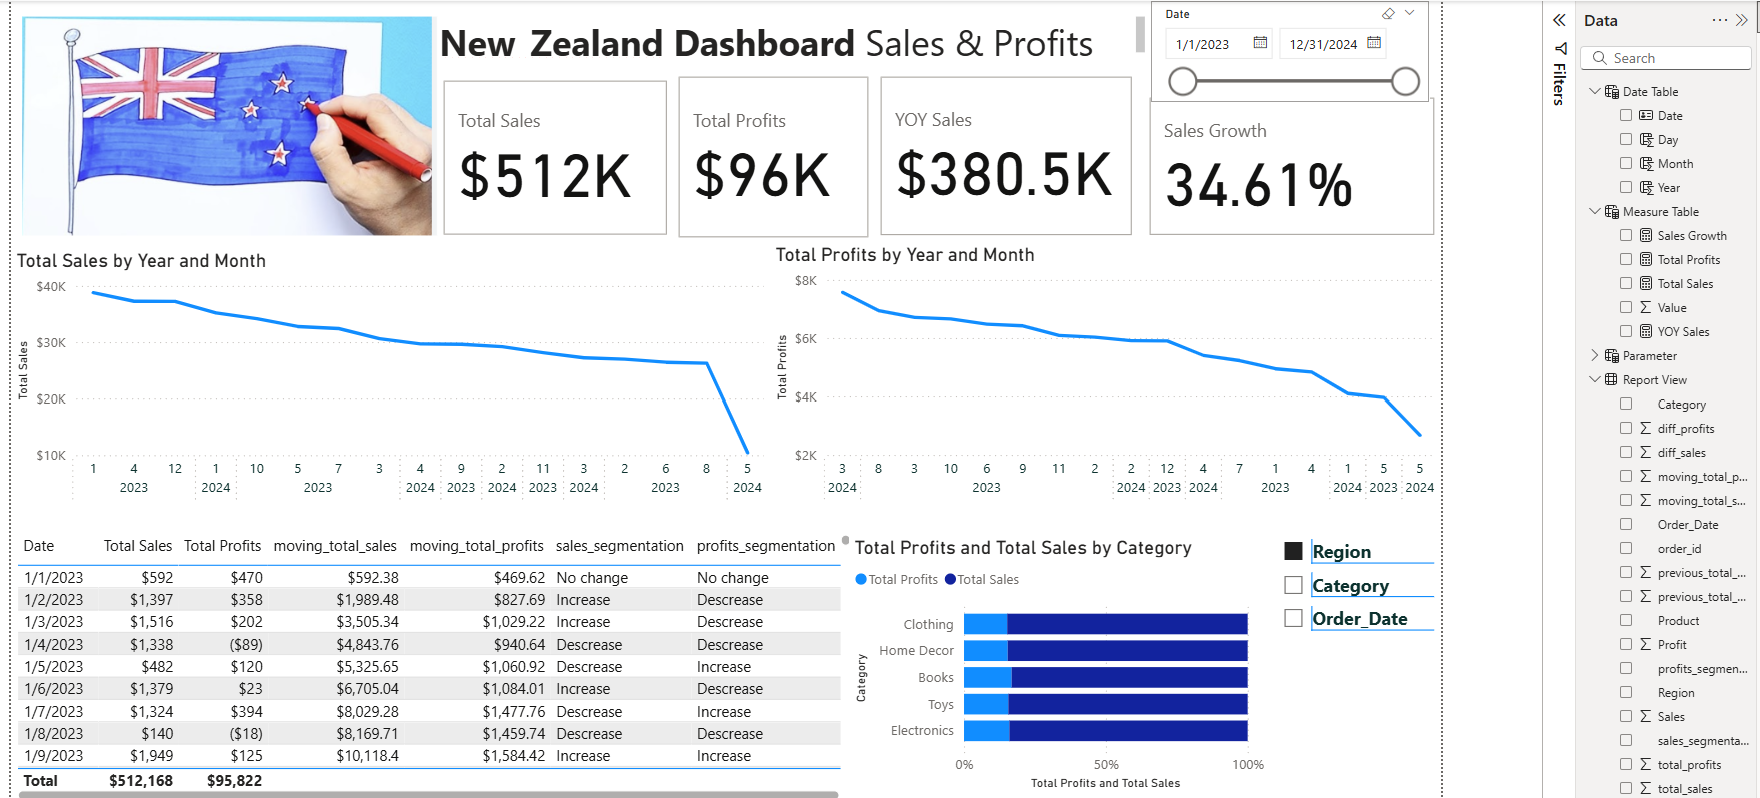 New Zealand Dashboard Sales & Profits
Date
1/1/2023
12/31/2024
Total Sales
$512K
Total Profits
$96K
YOY Sales
$380.5K
Sales Growth
34.61%
Total Sales by Year and Month
$40K
$30K
$20K
$10K
Total Sales
1 4 12 1 10 5 7 3 4 9 2 11 3 2 6 8 5
2023 2024 2023 2024 2023 2024 2023 2024 2023 2024
Total Profits by Year and Month
$8K
$6K
$4K
$2K
Total Profits
3 8 3 10 6 9 11 2 2 12 4 7 1 4 1 5 5
2024 2023 2024 2023 2024 2023 2024 2023 2024
Date Total Sales Total Profits moving_total_sales moving_total_profits sales_segmentation profits_segmentation
1/1/2023 $592 $470 $592.38 $469.62 No change No change
1/2/2023 $1,397 $358 $1,989.48 $827.69 Increase Descrease
1/3/2023 $1,516 $202 $3,505.34 $1,029.22 Increase Descrease
1/4/2023 $1,338 ($89) $4,843.76 $940.64 Descrease Descrease
1/5/2023 $482 $120 $5,325.65 $1,060.92 Descrease Increase
1/6/2023 $1,379 $23 $6,705.04 $1,084.01 Increase Descrease
1/7/2023 $1,324 $394 $8,029.28 $1,477.76 Descrease Increase
1/8/2023 $140 ($18) $8,169.71 $1,459.74 Descrease Descrease
1/9/2023 $1,949 $125 $10,118.4 $1,584.42 Increase Increase
Total $512,168 $95,822
Total Profits and Total Sales by Category
Total Profits Total Sales
Category
Clothing
Home Decor
Books
Toys
Electronics
0% 50% 100%
Total Profits and Total Sales
Region
Category
Order_Date
Filters
Data
Search
Date Table
Date
Day
Month
Year
Measure Table
Sales Growth
Total Profits
Total Sales
Value
YOY Sales
Parameter
Report View
Category
diff_profits
diff_sales
moving_total_p...
moving_total_s...
Order_Date
order_id
previous_total_...
previous_total_...
Product
Profit
profits_segmen...
Region
Sales
sales_segmenta...
total_profits
total_sales